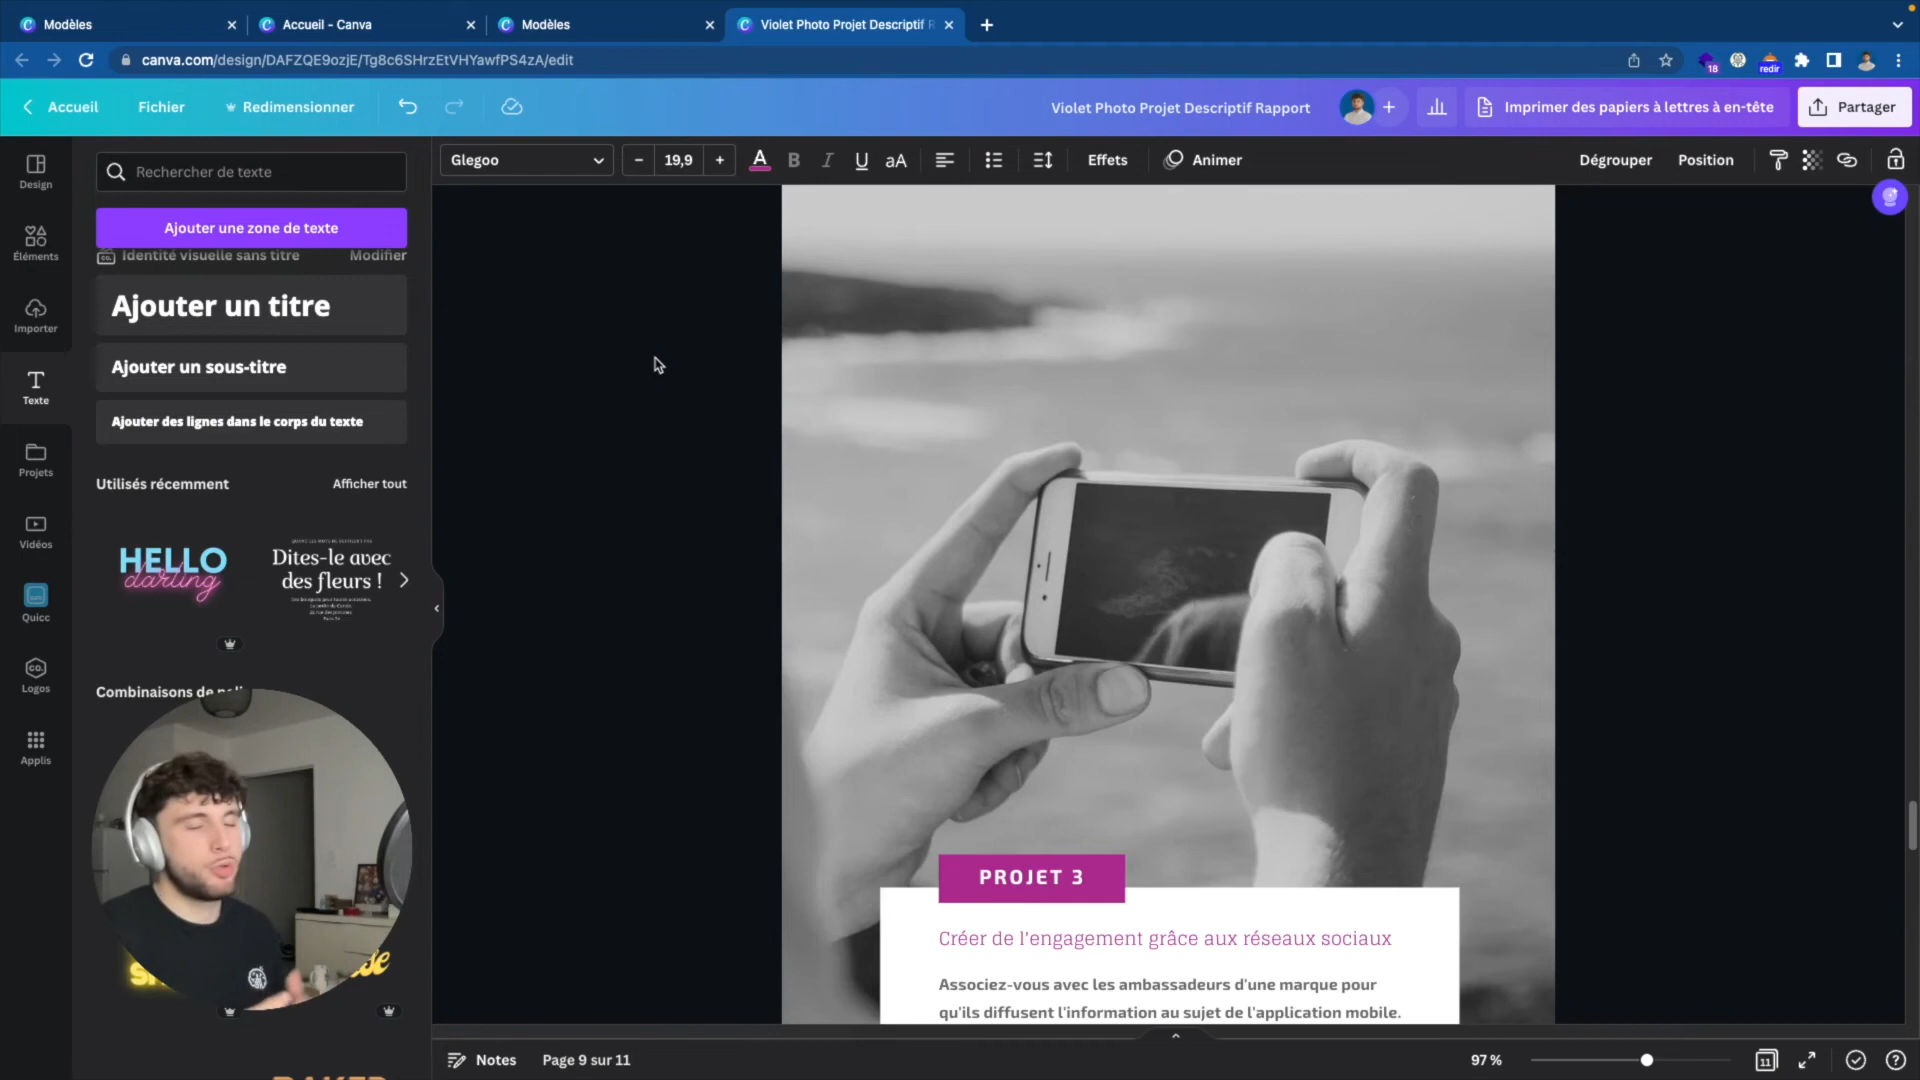 Modèles
Accueil - Canva
Modèles
Violet Photo Projet Descriptif R
canva.com/design/DAFZQE9ozjE/Tg8c6SHrzEtVHYawfPS4zA/edit
18
redir
Accueil
Fichier
Redimensionner
Violet Photo Projet Descriptif Rapport
Imprimer des papiers à lettres à en-tête
Partager
Glegoo
19,9
A
B
I
U
aA
Effets
Animer
Dégrouper
Position
Design
Éléments
Importer
Texte
Projets
Vidéos
Quicc
Logos
Applis
Rechercher de texte
Ajouter une zone de texte
Identité visuelle sans titre
Modifier
Ajouter un titre
Ajouter un sous-titre
Ajouter des lignes dans le corps du texte
Utilisés récemment
Afficher tout
HELLO
darling
Dites-le avec
des fleurs !
Combinaisons de
PROJET 3
Créer de l'engagement grâce aux réseaux sociaux
Associez-vous avec les ambassadeurs d'une marque pour
qu'ils diffusent l'information au sujet de l'application mobile.
Notes
Page 9 sur 11
97 %
11